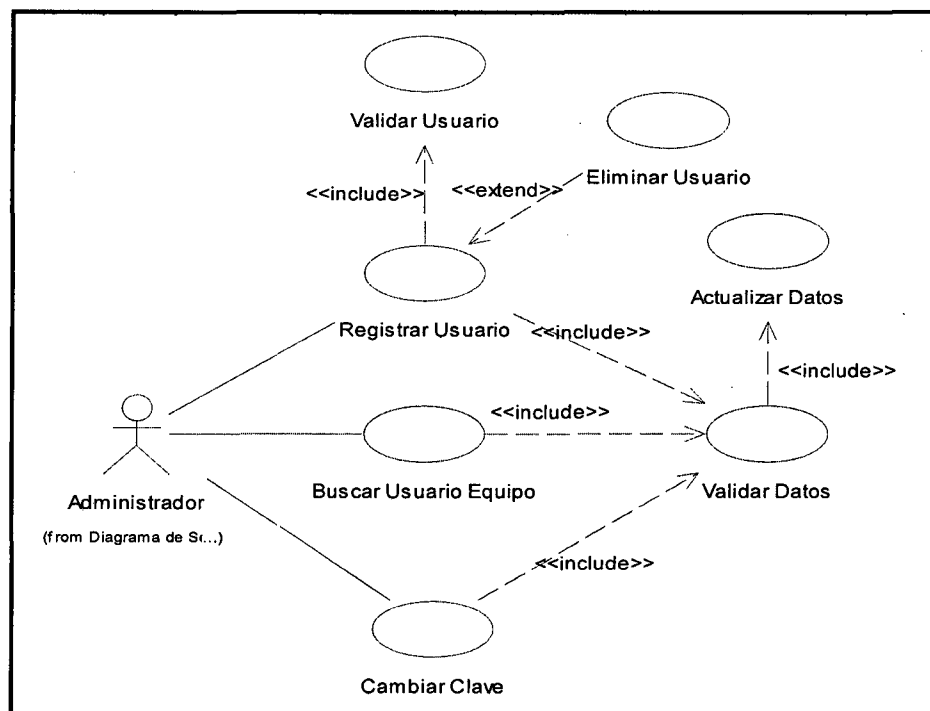 Validar Usuario
Eliminar Usuario
<<include>>
<<extend>>
Actualizar Datos
Registrar Usuario
<<include>>
<<include>>
<<include>>
Administrador
(from Diagrama de S...)
Buscar Usuario Equipo
Validar Datos
<<include>>
Cambiar Clave